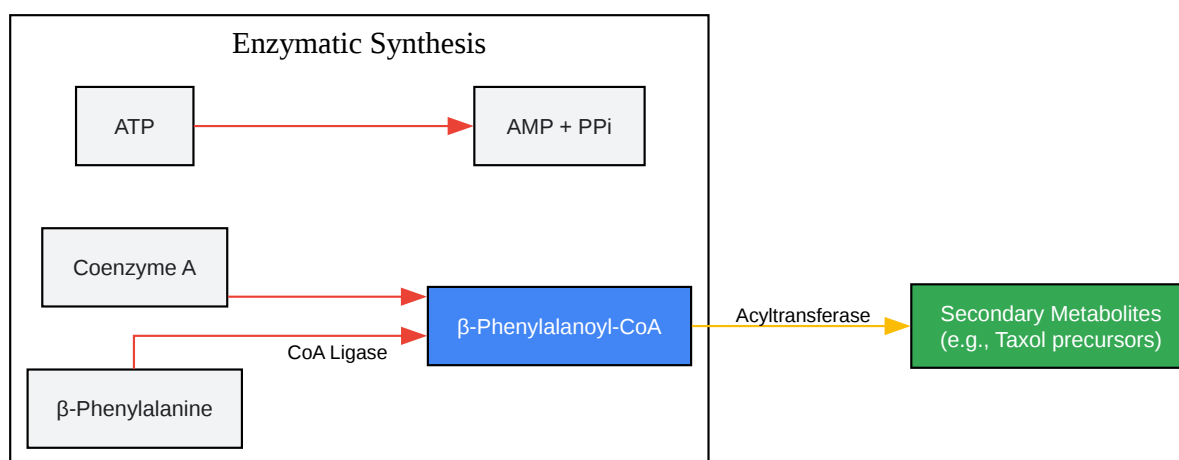 Enzymatic Synthesis
ATP
AMP + PPi
Coenzyme A
β-Phenylalanoyl-CoA
CoA Ligase
β-Phenylalanine
Acyltransferase
Secondary Metabolites
(e.g., Taxol precursors)